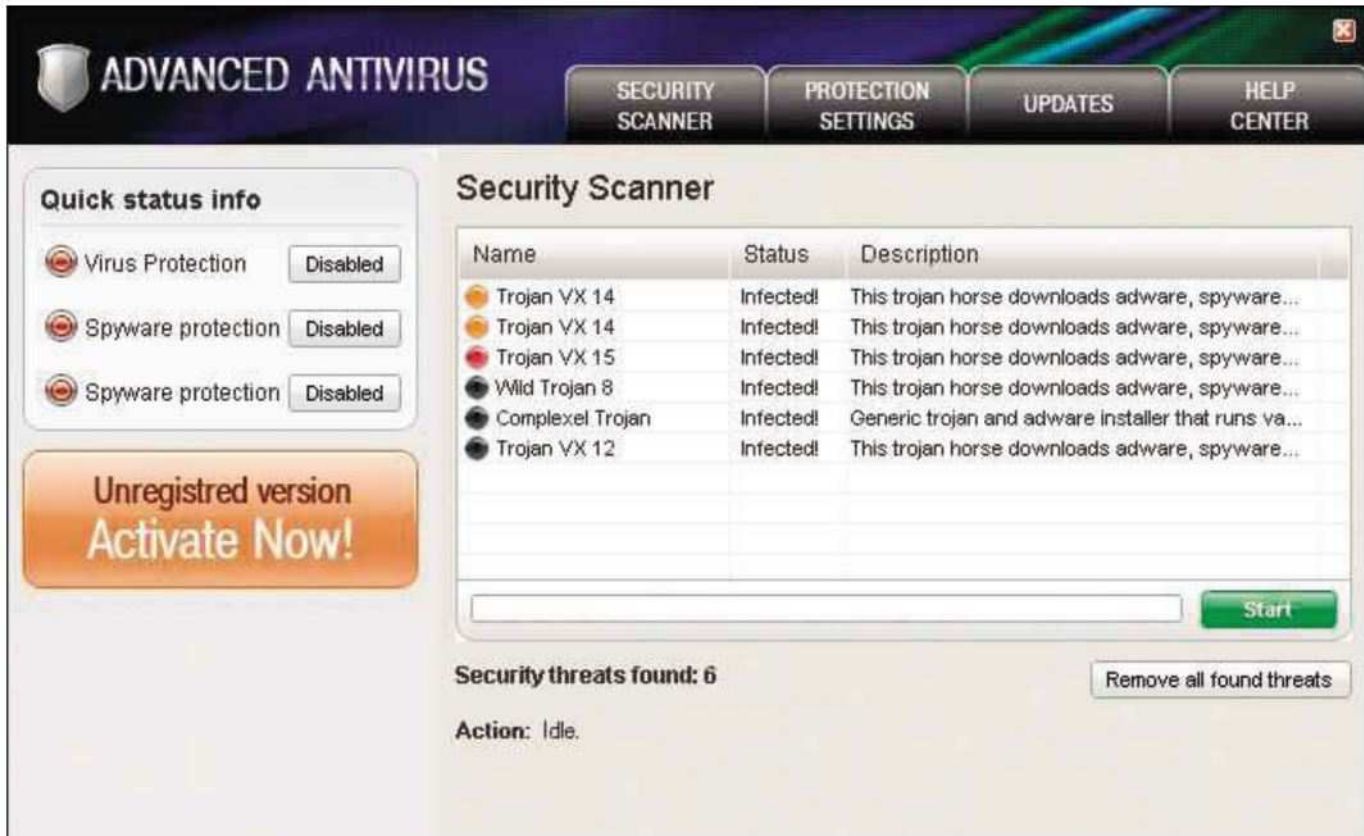 ADVANCED ANTIVIRUS
SECURITY
SCANNER
PROTECTION
SETTINGS
UPDATES
HELP
CENTER
Quick status info
Virus Protection Disabled
Spyware protection Disabled
Spyware protection Disabled
Unregistred version
Activate Now!
Security Scanner
Name Status Description
Trojan VX 14 Infected! This trojan horse downloads adware, spyware...
Trojan VX 14 Infected! This trojan horse downloads adware, spyware...
Trojan VX 15 Infected! This trojan horse downloads adware, spyware...
Wild Trojan 8 Infected! This trojan horse downloads adware, spyware...
Complexel Trojan Infected! Generic trojan and adware installer that runs va...
Trojan VX 12 Infected! This trojan horse downloads adware, spyware...
Start
Security threats found: 6
Remove all found threats
Action: Idle.